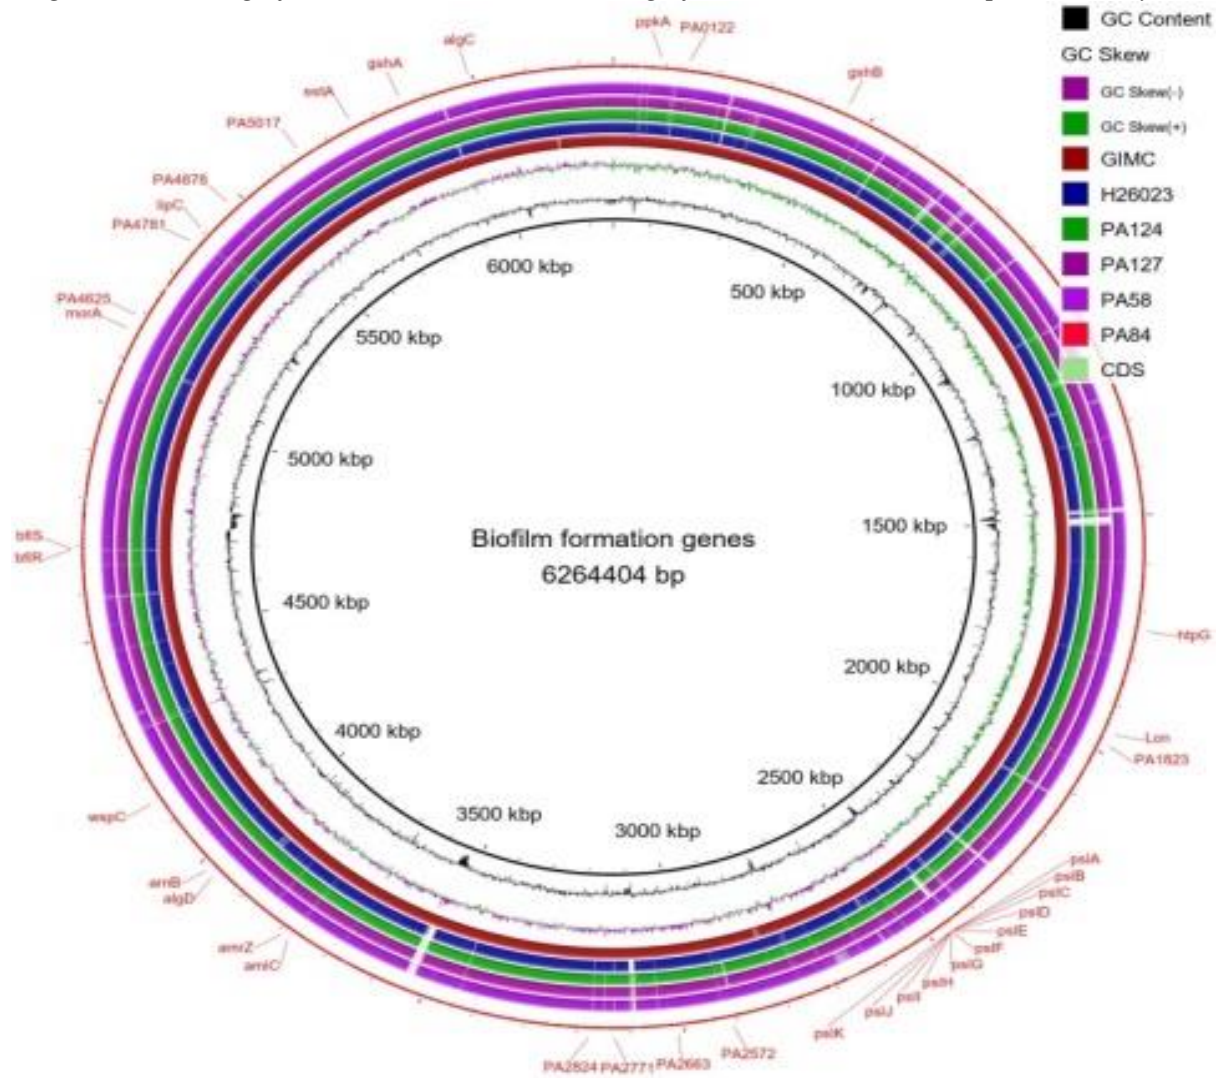 ppkA
PA0122
algC
gshA
gshB
PA5017
PA4781
GC Content
GC Skew
GC Skew(-)
GC Skew(+)
GIMC
H26023
PA124
PA127
PA58
PA84
CDS
6000 kbp
500 kbp
5500 kbp
1000 kbp
5000 kbp
1500 kbp
Biofilm formation genes
6264404 bp
4500 kbp
2000 kbp
4000 kbp
2500 kbp
3500 kbp
3000 kbp
morA
bfiS
bfiR
htpG
Lon
PA1823
wspC
arnB
algD
amrZ
pslA
pslB
pslC
pslD
pslE
pslF
pslG
pslH
pslI
pslJ
pslK
PA2824
PA2771
PA2663
PA2572